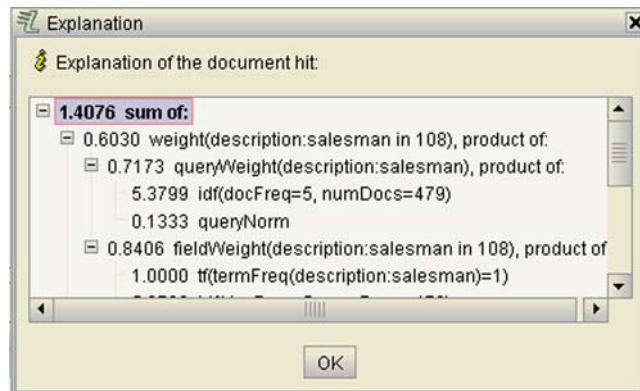 Explanation
Explanation of the document hit:
1.4076 sum of:
0.6030 weight(description:salesman in 108), product of:
0.7173 queryWeight(description:salesman), product of:
5.3799 idf(docFreq=5, numDocs=479)
0.1333 queryNorm
0.8406 fieldWeight(description:salesman in 108), product of
1.0000 tf(termFreq(description:salesman)=1)
OK